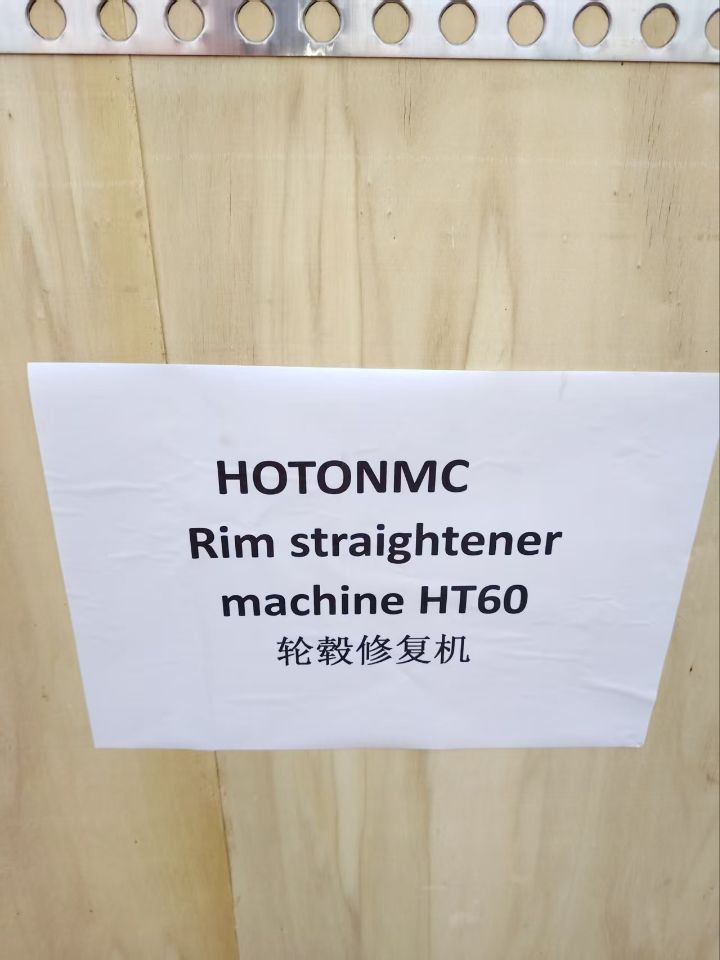 HOTONMC
Rim straightener
machine HT60
轮毂修复机